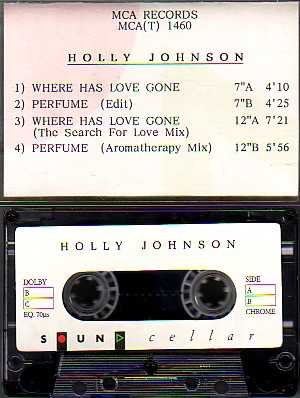 MCA RECORDS
MCA(T) 1460
HOLLY JOHNSON
1) WHERE HAS LOVE GONE 7"A 4'10
2) PERFUME (Edit) 7"B 4'25
3) WHERE HAS LOVE GONE 12"A 7'21
(The Search For Love Mix)
4) PERFUME (Aromatherapy Mix) 12"B 5'56
HOLLY JOHNSON
DOLBY
B
C
EQ. 70µs
SIDE
A
B
CHROME
SOUND cellar